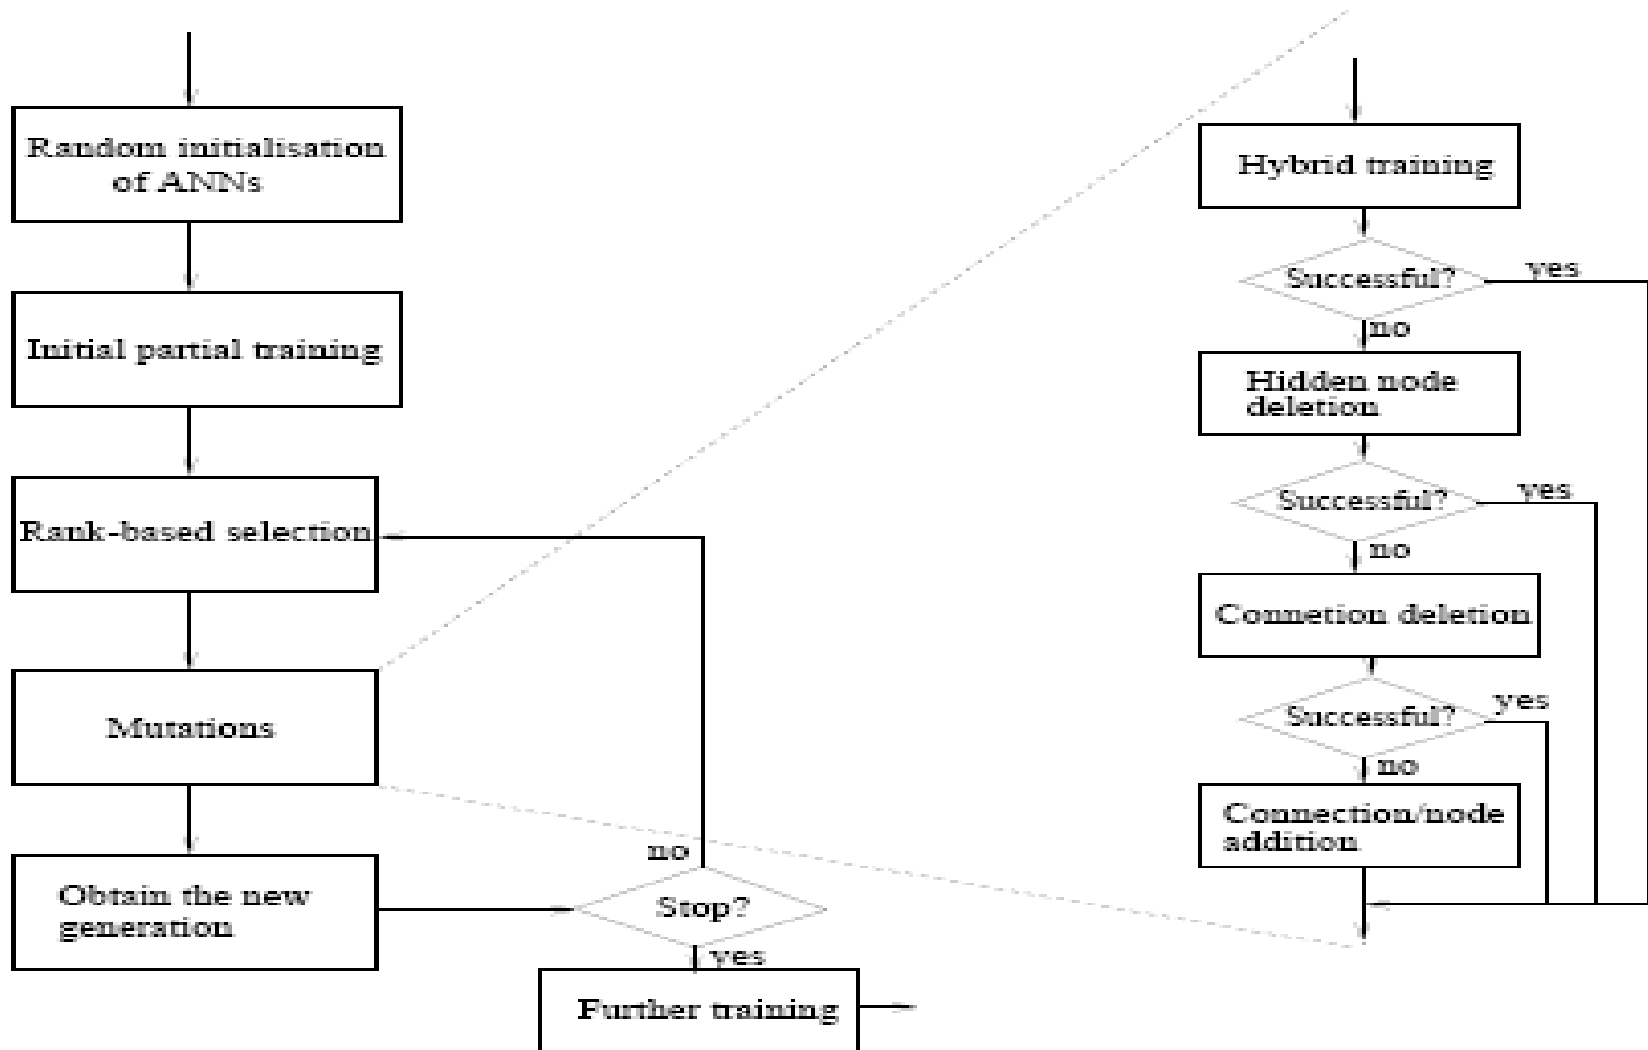 Random initialisation
of ANNs
Initial partial training
Rank-based selection
Mutations
Obtain the new
generation
no
Stop?
yes
Further training
Hybrid training
Successful?
yes
no
Hidden node
deletion
Successful?
yes
no
Connetion deletion
Successful?
yes
no
Connection/node
addition